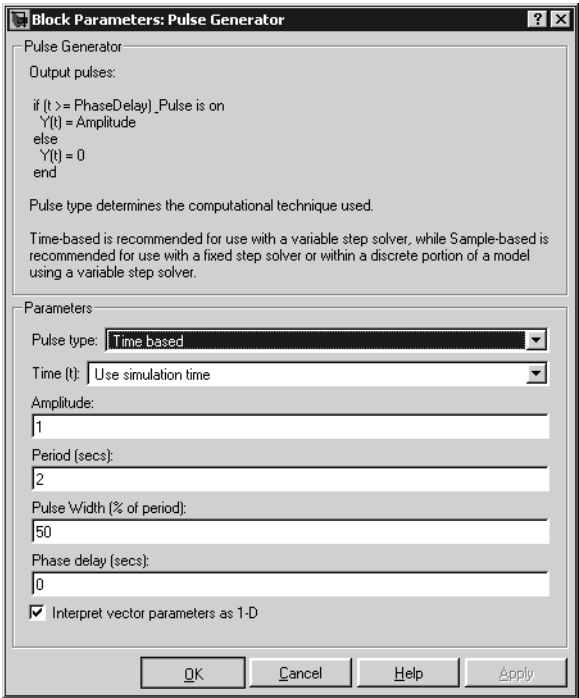 Block Parameters: Pulse Generator
Pulse Generator
Output pulses:
if (t >= PhaseDelay) _Pulse is on
Y(t) = Amplitude
else
Y(t) = 0
end
Pulse type determines the computational technique used.
Time-based is recommended for use with a variable step solver, while Sample-based is
recommended for use with a fixed step solver or within a discrete portion of a model
using a variable step solver.
Parameters
Pulse type: Time based
Time (t): Use simulation time
Amplitude:
1
Period (secs):
2
Pulse Width (% of period):
50
Phase delay (secs):
0
Interpret vector parameters as 1-D
OK Cancel Help Apply